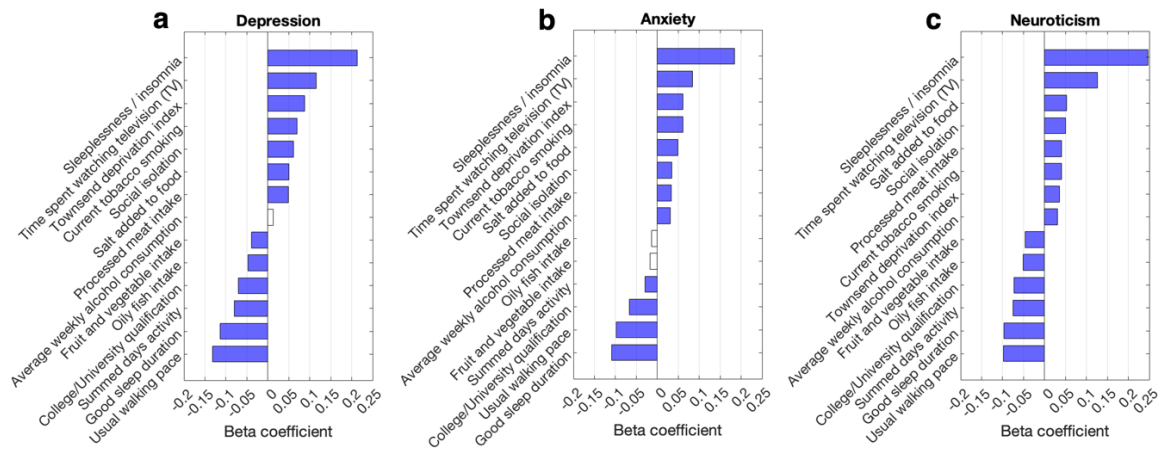 a
Depression
Sleeplessness / insomnia
Time spent watching television (TV)
Townsend deprivation index
Current tobacco smoking
Social isolation
Salt added to food
Processed meat intake
Average weekly alcohol consumption
Fruit and vegetable intake
Oily fish intake
College/University qualification
Summed days activity
Good sleep duration
Usual walking pace
-0.2
-0.15
-0.1
-0.05
0
0.05
0.1
0.15
0.2
0.25
Beta coefficient
b
Anxiety
Sleeplessness / insomnia
Time spent watching television (TV)
Townsend deprivation index
Current tobacco smoking
Salt added to food
Social isolation
Processed meat intake
Average weekly alcohol consumption
Oily fish intake
Fruit and vegetable intake
Summed days activity
College/University qualification
Usual walking pace
Good sleep duration
-0.2
-0.15
-0.1
-0.05
0
0.05
0.1
0.15
0.2
0.25
Beta coefficient
c
Neuroticism
Sleeplessness / insomnia
Time spent watching television (TV)
Salt added to food
Social isolation
Processed meat intake
Current tobacco smoking
Townsend deprivation index
Average weekly alcohol consumption
Fruit and vegetable intake
Oily fish intake
College/University qualification
Summed days activity
Good sleep duration
Usual walking pace
-0.2
-0.15
-0.1
-0.05
0
0.05
0.1
0.15
0.2
0.25
Beta coefficient